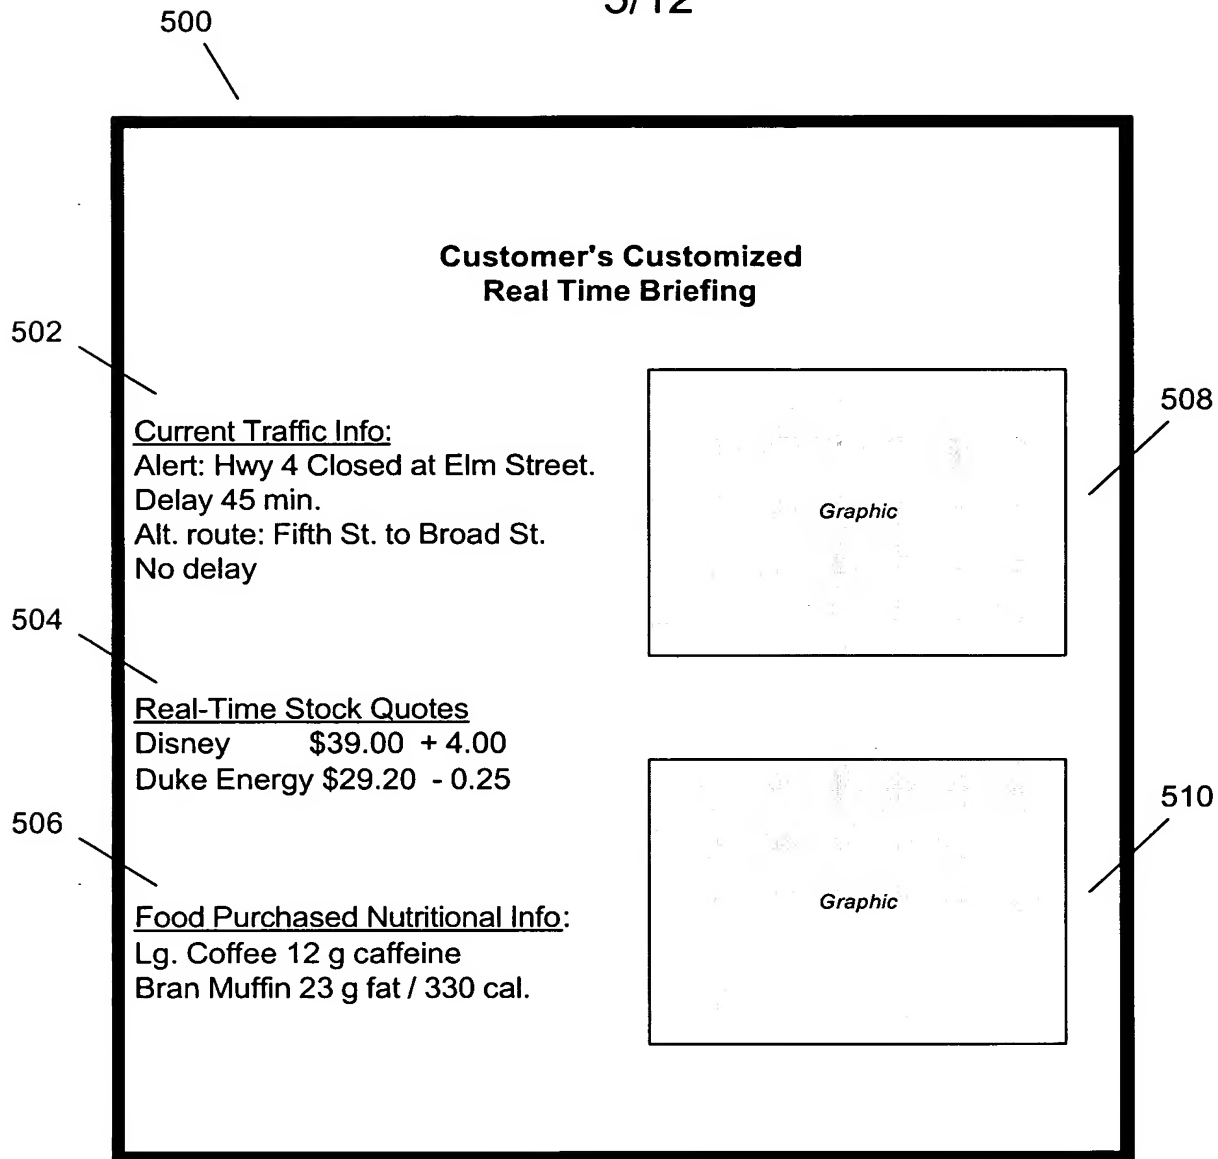 5/12
500
Customer's Customized
Real Time Briefing
502
Current Traffic Info:
Alert: Hwy 4 Closed at Elm Street.
Delay 45 min.
Alt. route: Fifth St. to Broad St.
No delay
508
Graphic
504
Real-Time Stock Quotes
Disney $39.00 + 4.00
Duke Energy $29.20 - 0.25
506
Food Purchased Nutritional Info:
Lg. Coffee 12 g caffeine
Bran Muffin 23 g fat / 330 cal.
510
Graphic